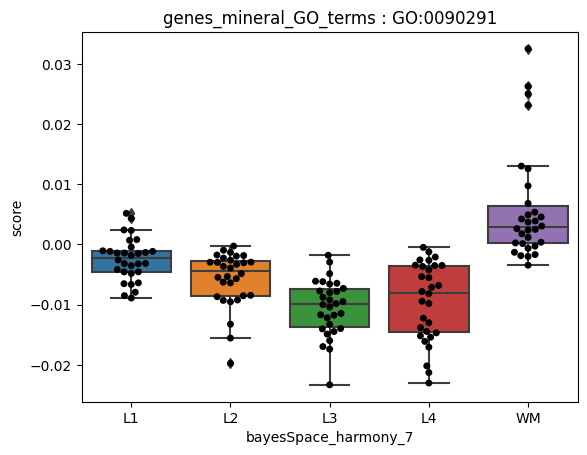 genes_mineral_GO_terms : GO:0090291
0.03
0.02
0.01
0.00
−0.01
−0.02
score
L1 L2 L3 L4 WM
bayesSpace_harmony_7